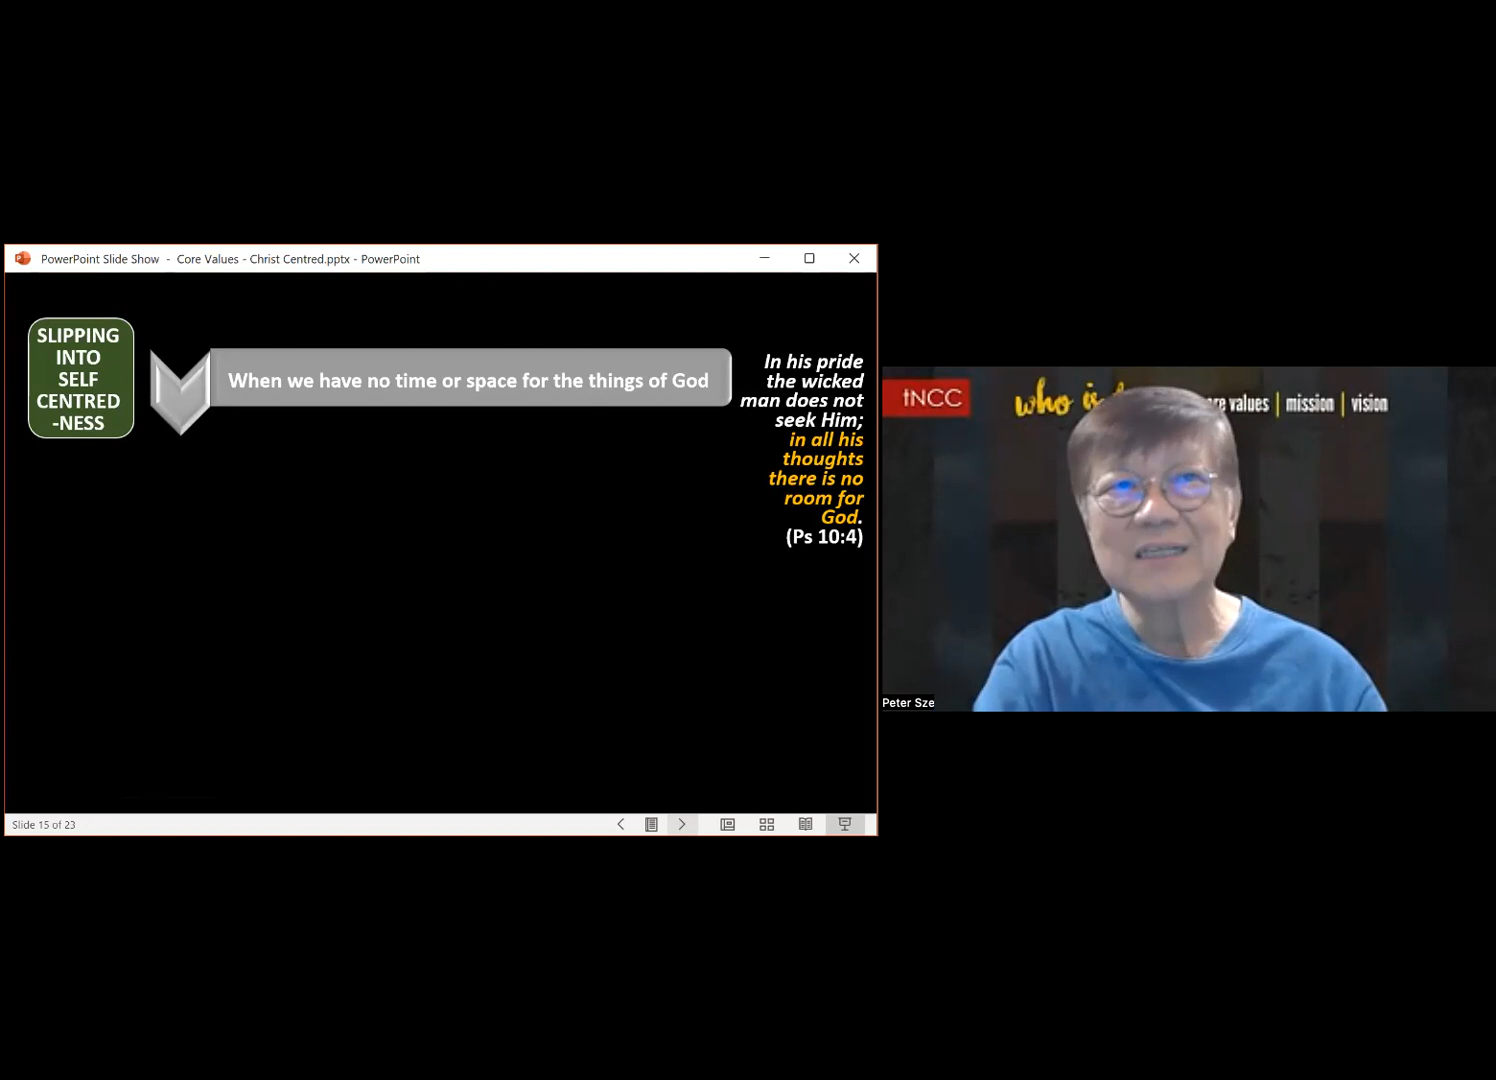 PowerPoint Slide Show - Core Values - Christ Centred.pptx - PowerPoint
SLIPPING
INTO
SELF
CENTRED
-NESS
When we have no time or space for the things of God
In his pride
the wicked
man does not
seek Him;
in all his
thoughts
there is no
room for
God.
(Ps 10:4)
Slide 15 of 23
tNCC
who is
values | mission | vision
Peter Sze